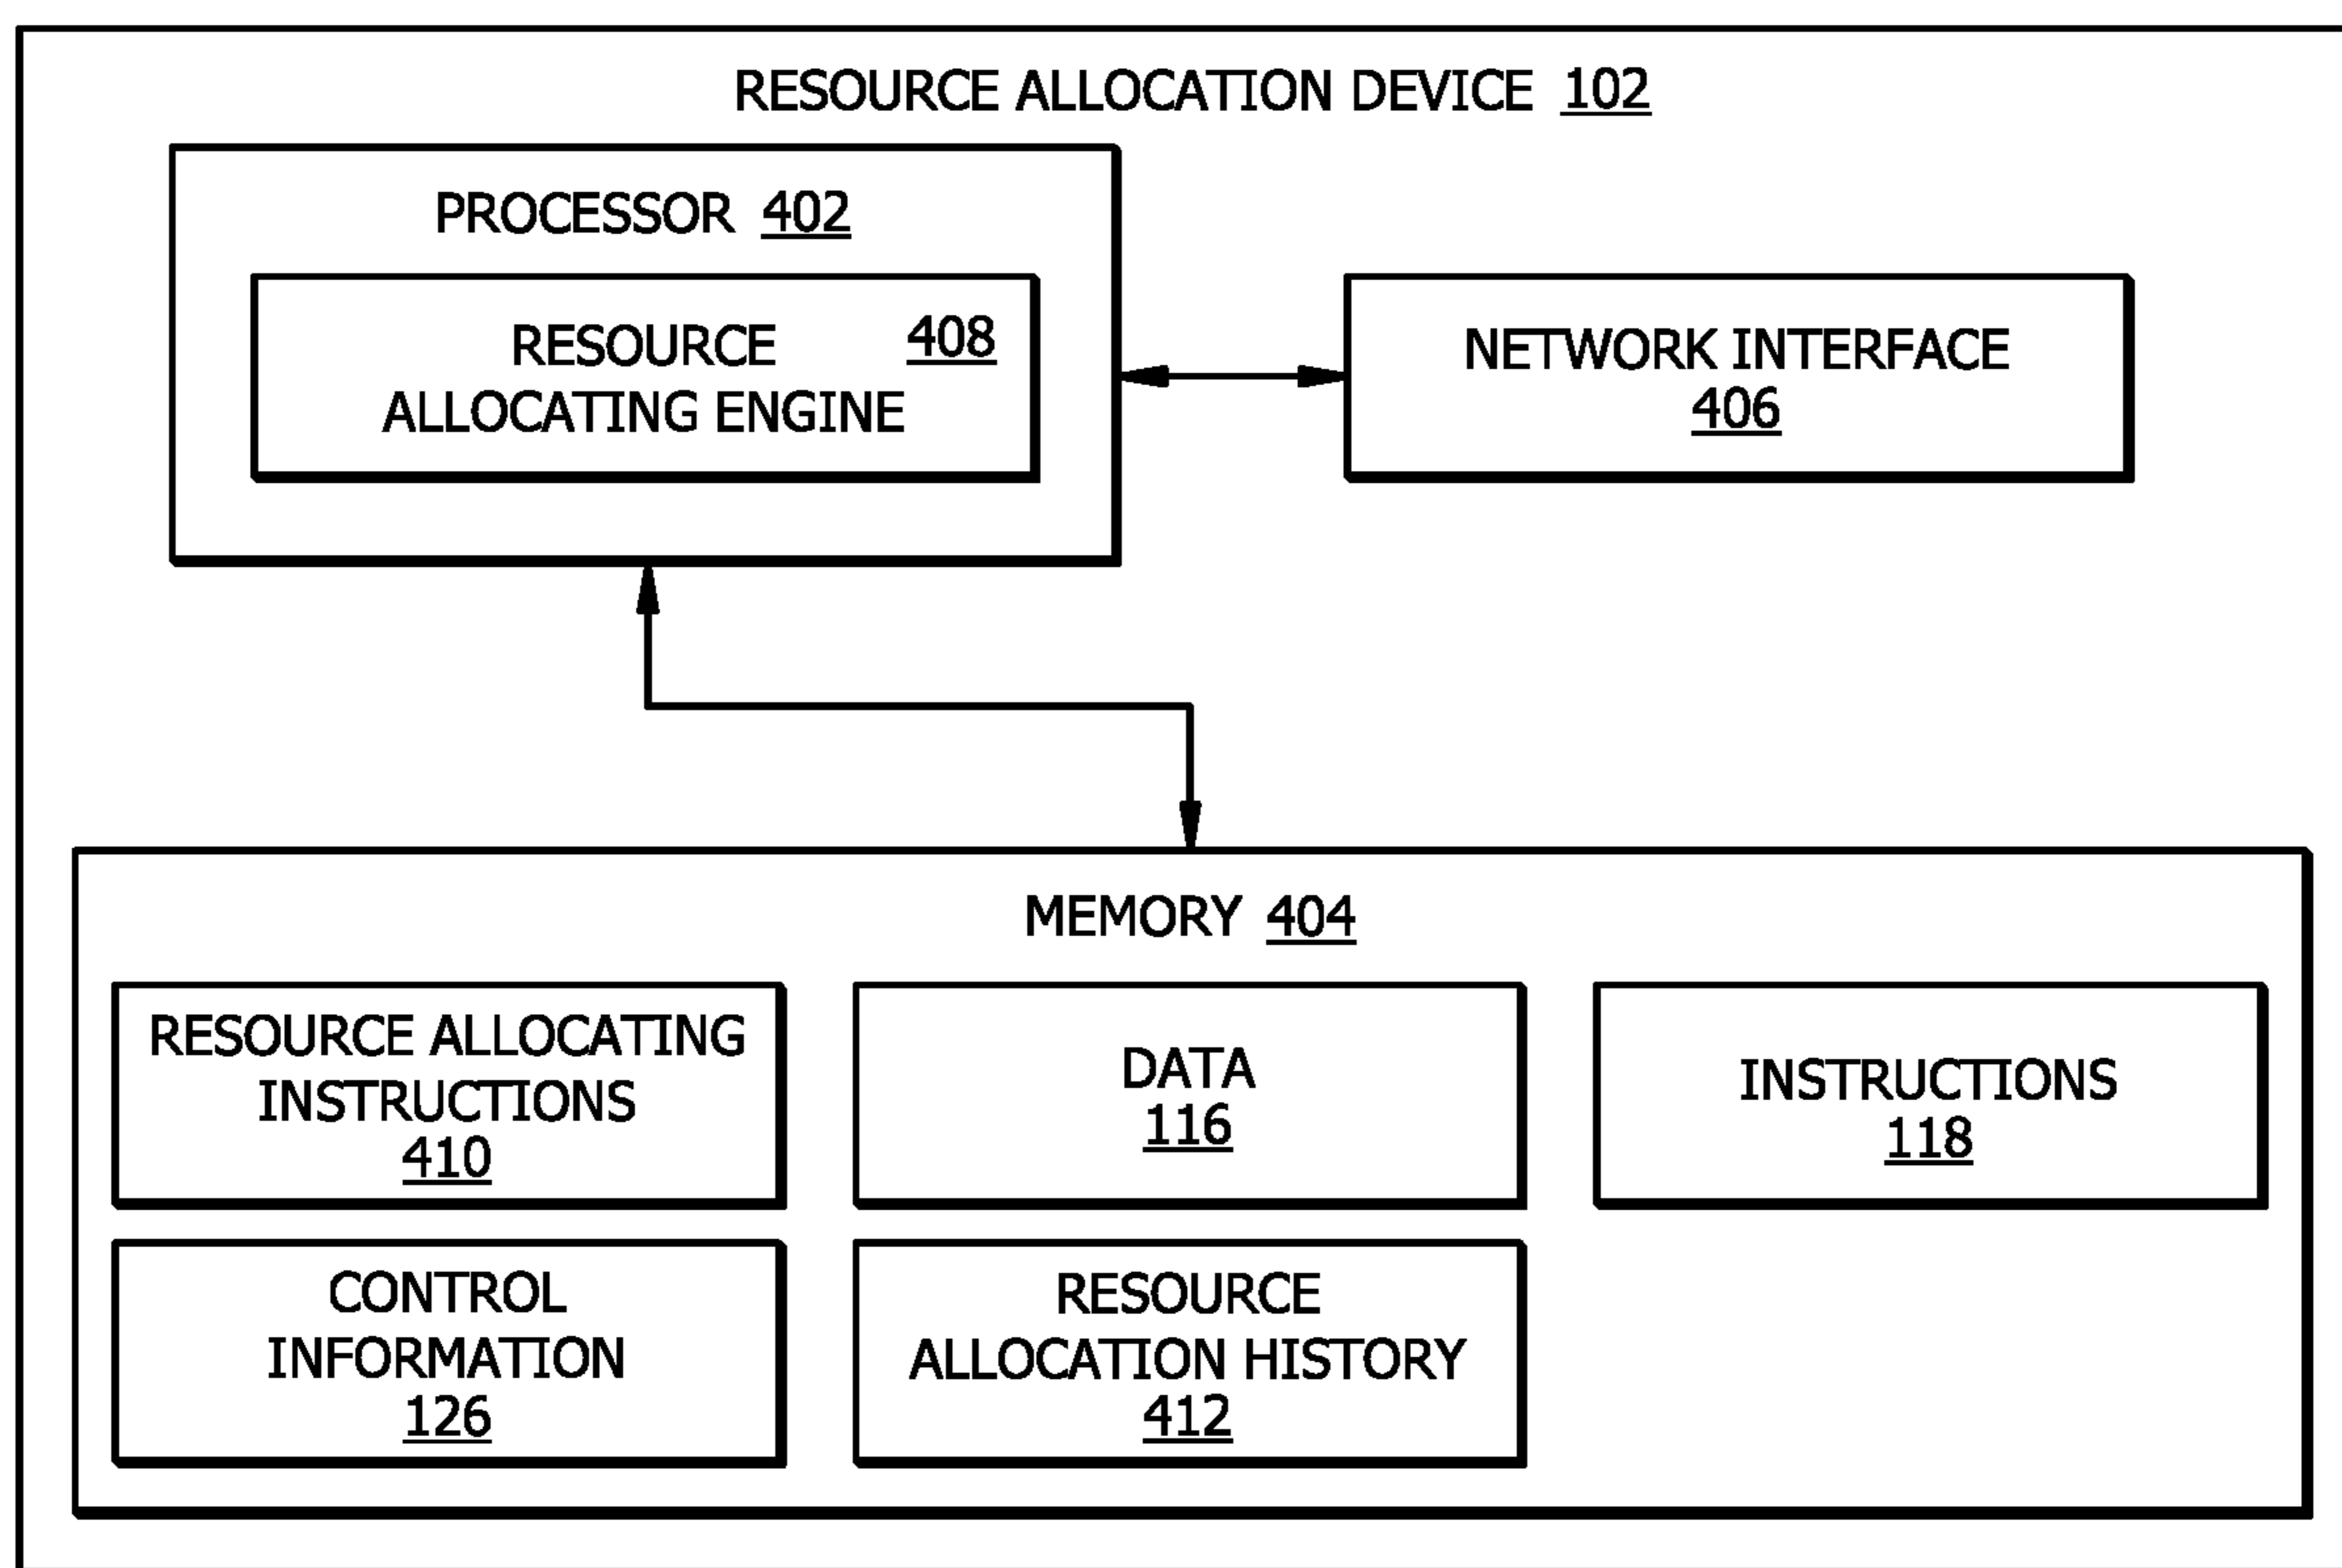 RESOURCE ALLOCATION DEVICE 102
PROCESSOR 402
RESOURCE 408
ALLOCATING ENGINE
NETWORK INTERFACE
406
MEMORY 404
RESOURCE ALLOCATING
INSTRUCTIONS
410
DATA
116
INSTRUCTIONS
118
CONTROL
INFORMATION
126
RESOURCE
ALLOCATION HISTORY
412